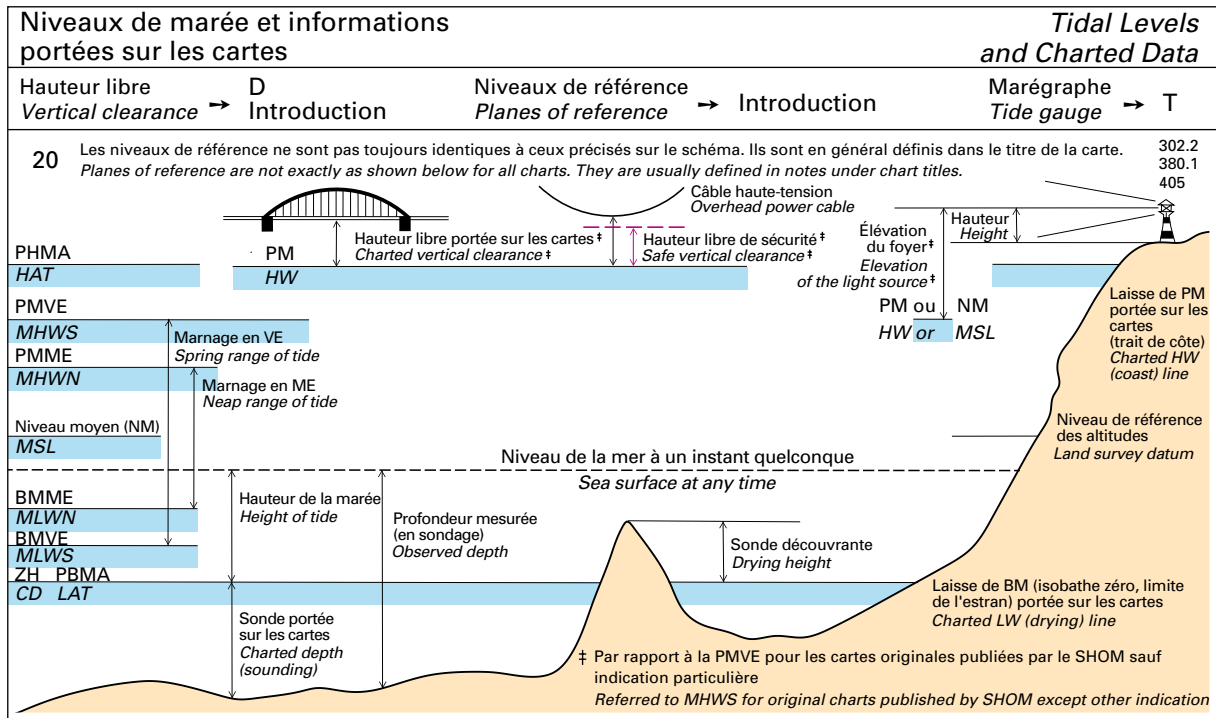 Niveaux de marée et informations
portées sur les cartes
Tidal Levels
and Charted Data
Hauteur libre
Vertical clearance
D
Introduction
Niveaux de référence
Planes of reference
Introduction
Marégraphe
Tide gauge
T
20
Les niveaux de référence ne sont pas toujours identiques à ceux précisés sur le schéma. Ils sont en général définis dans le titre de la carte.
Planes of reference are not exactly as shown below for all charts. They are usually defined in notes under chart titles.
302.2
380.1
405
Câble haute-tension
Overhead power cable
Hauteur libre portée sur les cartes ‡
Charted vertical clearance ‡
Hauteur libre de sécurité ‡
Safe vertical clearance ‡
Élévation
du foyer ‡
Elevation
of the light source ‡
Hauteur
Height
PHMA
HAT
PM
HW
PMVE
MHWS
Marnage en VE
Spring range of tide
PM ou NM
HW or MSL
PMME
MHWN
Marnage en ME
Neap range of tide
Laisse de PM
portée sur les
cartes
(trait de côte)
Charted HW
(coast) line
Niveau moyen (NM)
MSL
Niveau de référence
des altitudes
Land survey datum
Niveau de la mer à un instant quelconque
Sea surface at any time
BMME
MLWN
BMVE
MLWS
Hauteur de la marée
Height of tide
Profondeur mesurée
(en sondage)
Observed depth
Sonde découvrante
Drying height
ZH PBMA
CD LAT
Laisse de BM (isobathe zéro, limite
de l'estran) portée sur les cartes
Charted LW (drying) line
Sonde portée
sur les cartes
Charted depth
(sounding)
‡ Par rapport à la PMVE pour les cartes originales publiées par le SHOM sauf
indication particulière
Referred to MHWS for original charts published by SHOM except other indication